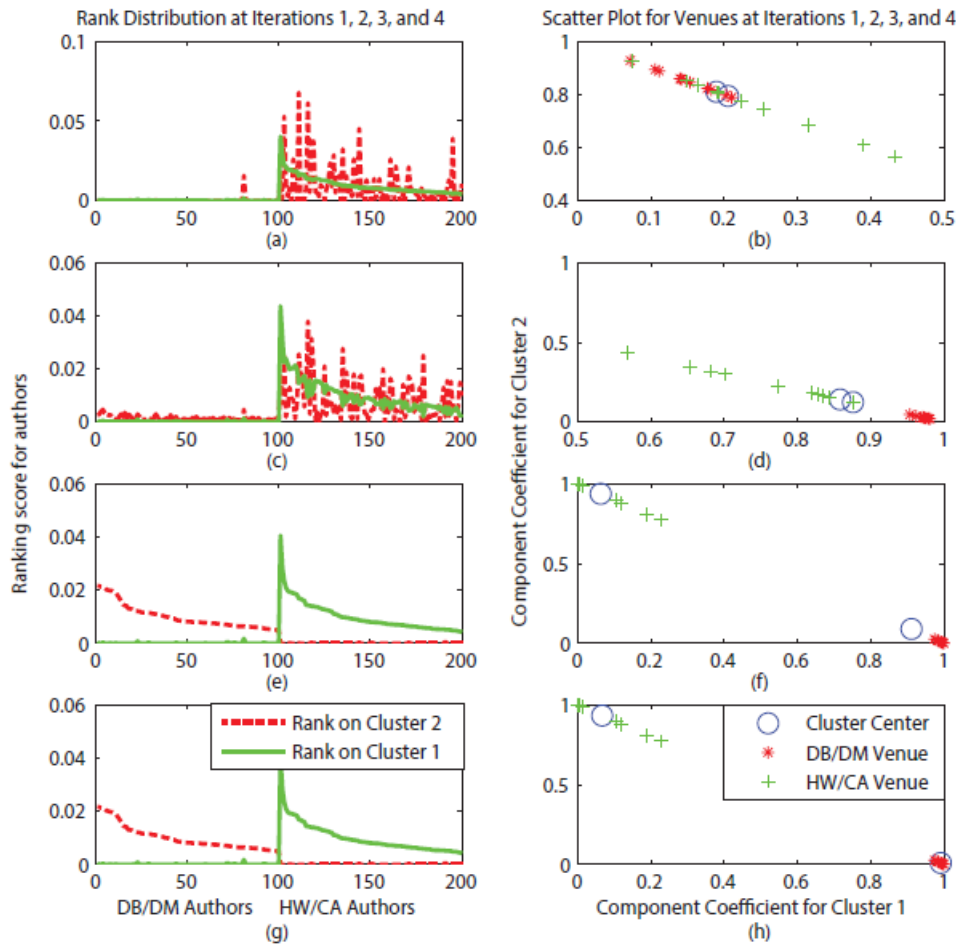 Rank Distribution at Iterations 1, 2, 3, and 4
Scatter Plot for Venues at Iterations 1, 2, 3, and 4
0.1
0.05
0
0 50 100 150 200
(a)
1
0.8
0.6
0.4
0 0.1 0.2 0.3 0.4 0.5
(b)
0.06
0.04
0.02
0
0 50 100 150 200
(c)
1
0.5
0
0.5 0.6 0.7 0.8 0.9 1
(d)
0.06
0.04
0.02
0
0 50 100 150 200
(e)
1
0.5
0
0 0.2 0.4 0.6 0.8 1
(f)
0.06
0.04
0.02
0
Rank on Cluster 2
Rank on Cluster 1
0 50 100 150 200
DB/DM Authors HW/CA Authors
(g)
1
0.5
0
Cluster Center
DB/DM Venue
HW/CA Venue
0 0.2 0.4 0.6 0.8 1
Component Coefficient for Cluster 1
(h)
Ranking score for authors
Component Coefficient for Cluster 2